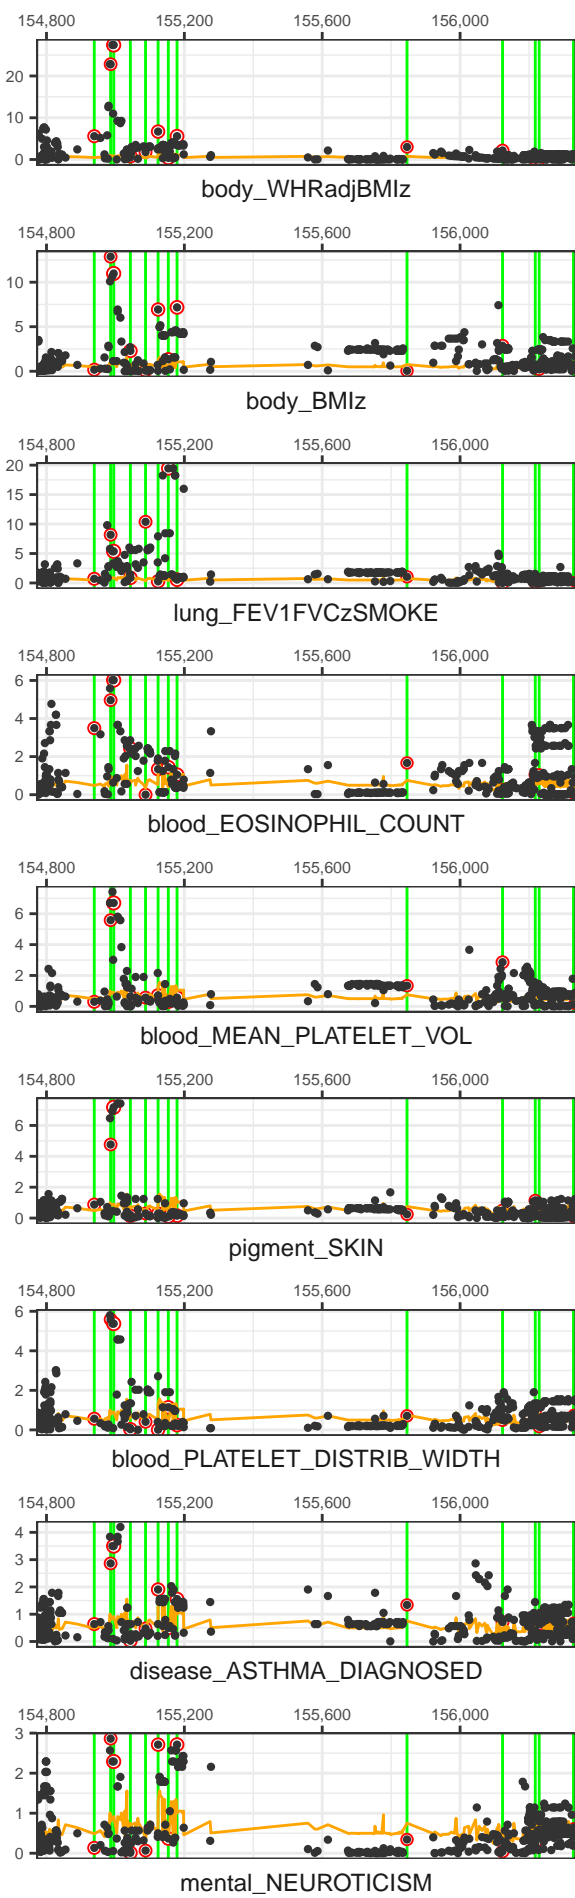 154,800 155,200 155,600 156,000
20
10
0
body_WHRadjBMIz
154,800 155,200 155,600 156,000
10
5
0
body_BMIz
154,800 155,200 155,600 156,000
20
15
10
5
0
lung_FEV1FVCzSMOKE
154,800 155,200 155,600 156,000
6
4
2
0
blood_EOSINOPHIL_COUNT
154,800 155,200 155,600 156,000
6
4
2
0
blood_MEAN_PLATELET_VOL
154,800 155,200 155,600 156,000
6
4
2
0
pigment_SKIN
154,800 155,200 155,600 156,000
6
4
2
0
blood_PLATELET_DISTRIB_WIDTH
154,800 155,200 155,600 156,000
4
3
2
1
0
disease_ASTHMA_DIAGNOSED
154,800 155,200 155,600 156,000
3
2
1
0
mental_NEUROTICISM